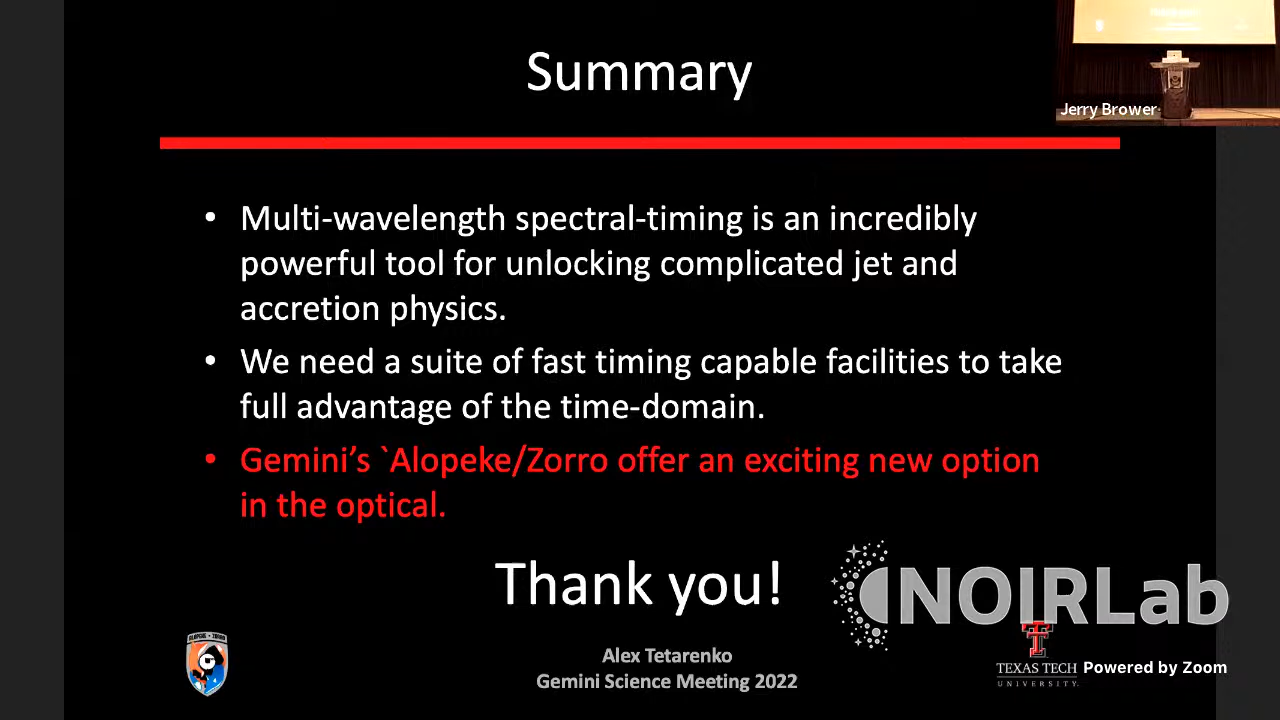 Summary
Jerry Brower
• Multi-wavelength spectral-timing is an incredibly
powerful tool for unlocking complicated jet and
accretion physics.
• We need a suite of fast timing capable facilities to take
full advantage of the time-domain.
• Gemini’s `Alopeke/Zorro offer an exciting new option
in the optical.
Thank you!
NOIRLab
Alex Tetarenko
Gemini Science Meeting 2022
TEXAS TECH
UNIVERSITY.
Powered by Zoom